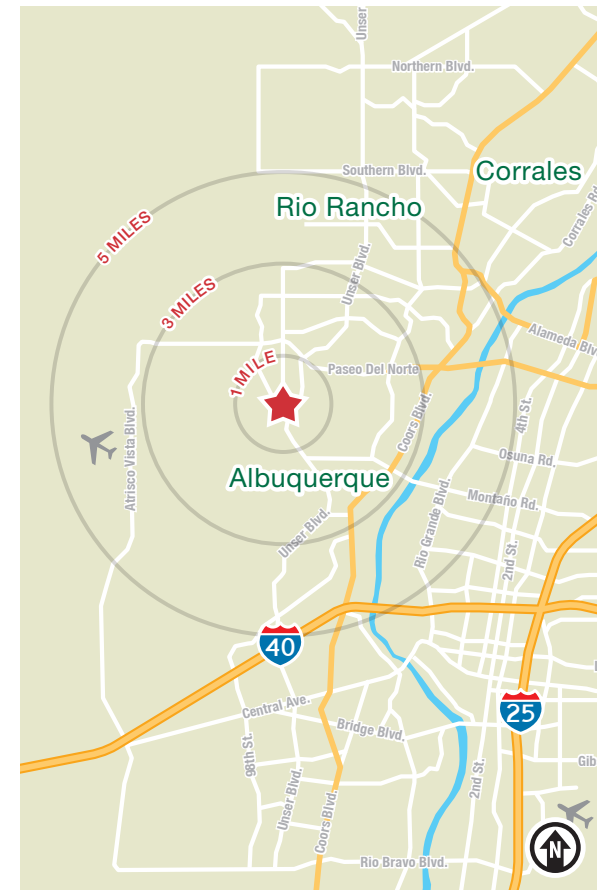 Unser
Northern Blvd.
Southern Blvd.
Corrales
Rio Rancho
Corrales Rd
5 MILES
3 MILES
Unser Blvd.
1 MILE
Alameda Blv
Paseo Del Norte
Coors Blvd.
4th St.
Atrisco Vista Blvd.
Osuna Rd.
Albuquerque
Montaño Rd.
Rio Grande Blvd.
Unser Blvd.
2nd St.
40
Central Ave.
25
Bridge Blvd.
98th St.
2nd St.
Gib
Unser Blvd.
Coors Blvd.
Rio Bravo Blvd.
N